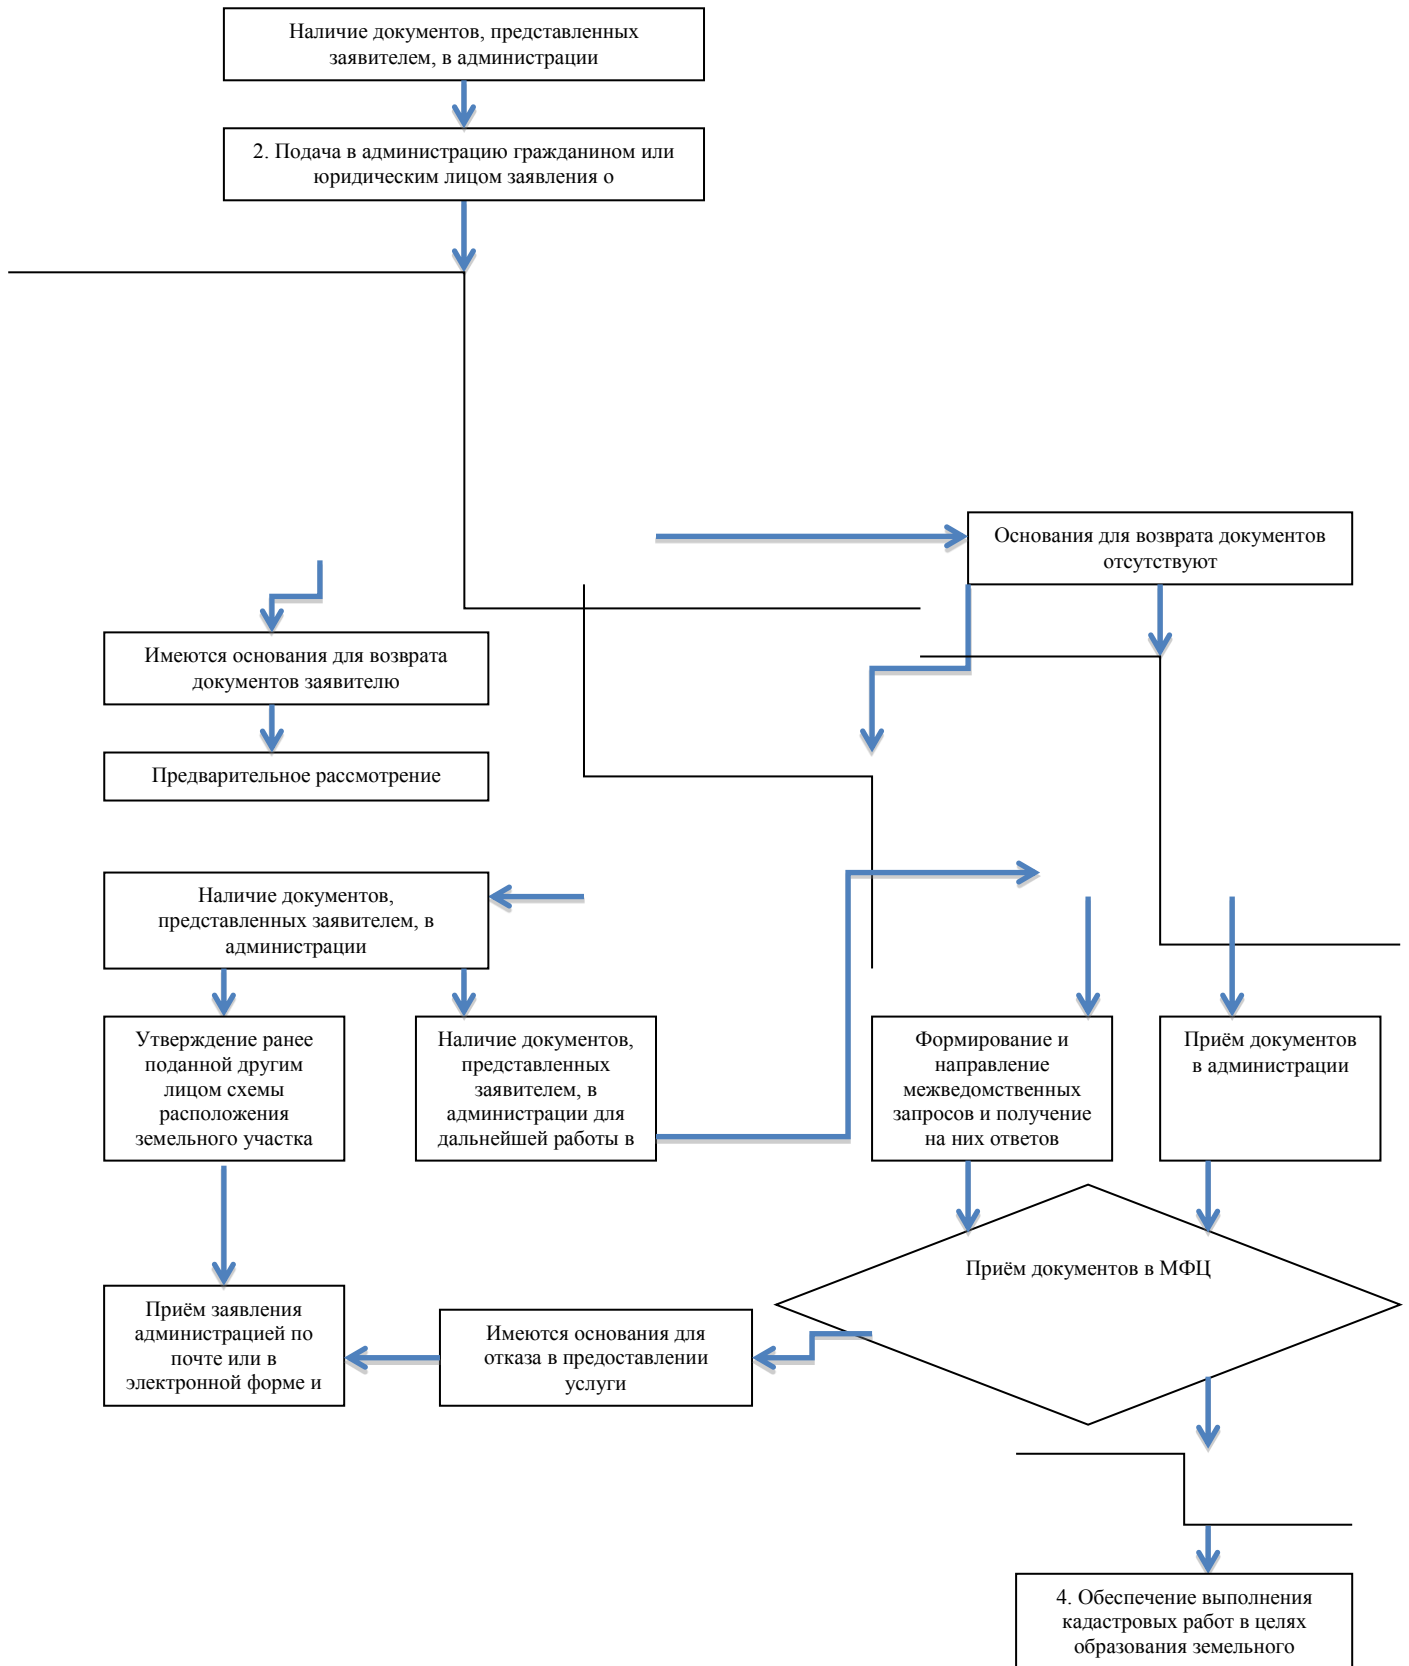 Наличие документов, представленных
заявителем, в администрации
2. Подача в администрацию гражданином или
юридическим лицом заявления о
Основания для возврата документов
отсутствуют
Имеются основания для возврата
документов заявителю
Предварительное рассмотрение
Наличие документов,
представленных заявителем, в
администрации
Утверждение ранее
поданной другим
лицом схемы
расположения
земельного участка
Наличие документов,
представленных
заявителем, в
администрации для
дальнейшей работы в
Формирование и
направление
межведомственных
запросов и получение
на них ответов
Приём документов
в администрации
Приём документов в МФЦ
Приём заявления
администрацией по
почте или в
электронной форме и
Имеются основания для
отказа в предоставлении
услуги
4. Обеспечение выполнения
кадастровых работ в целях
образования земельного